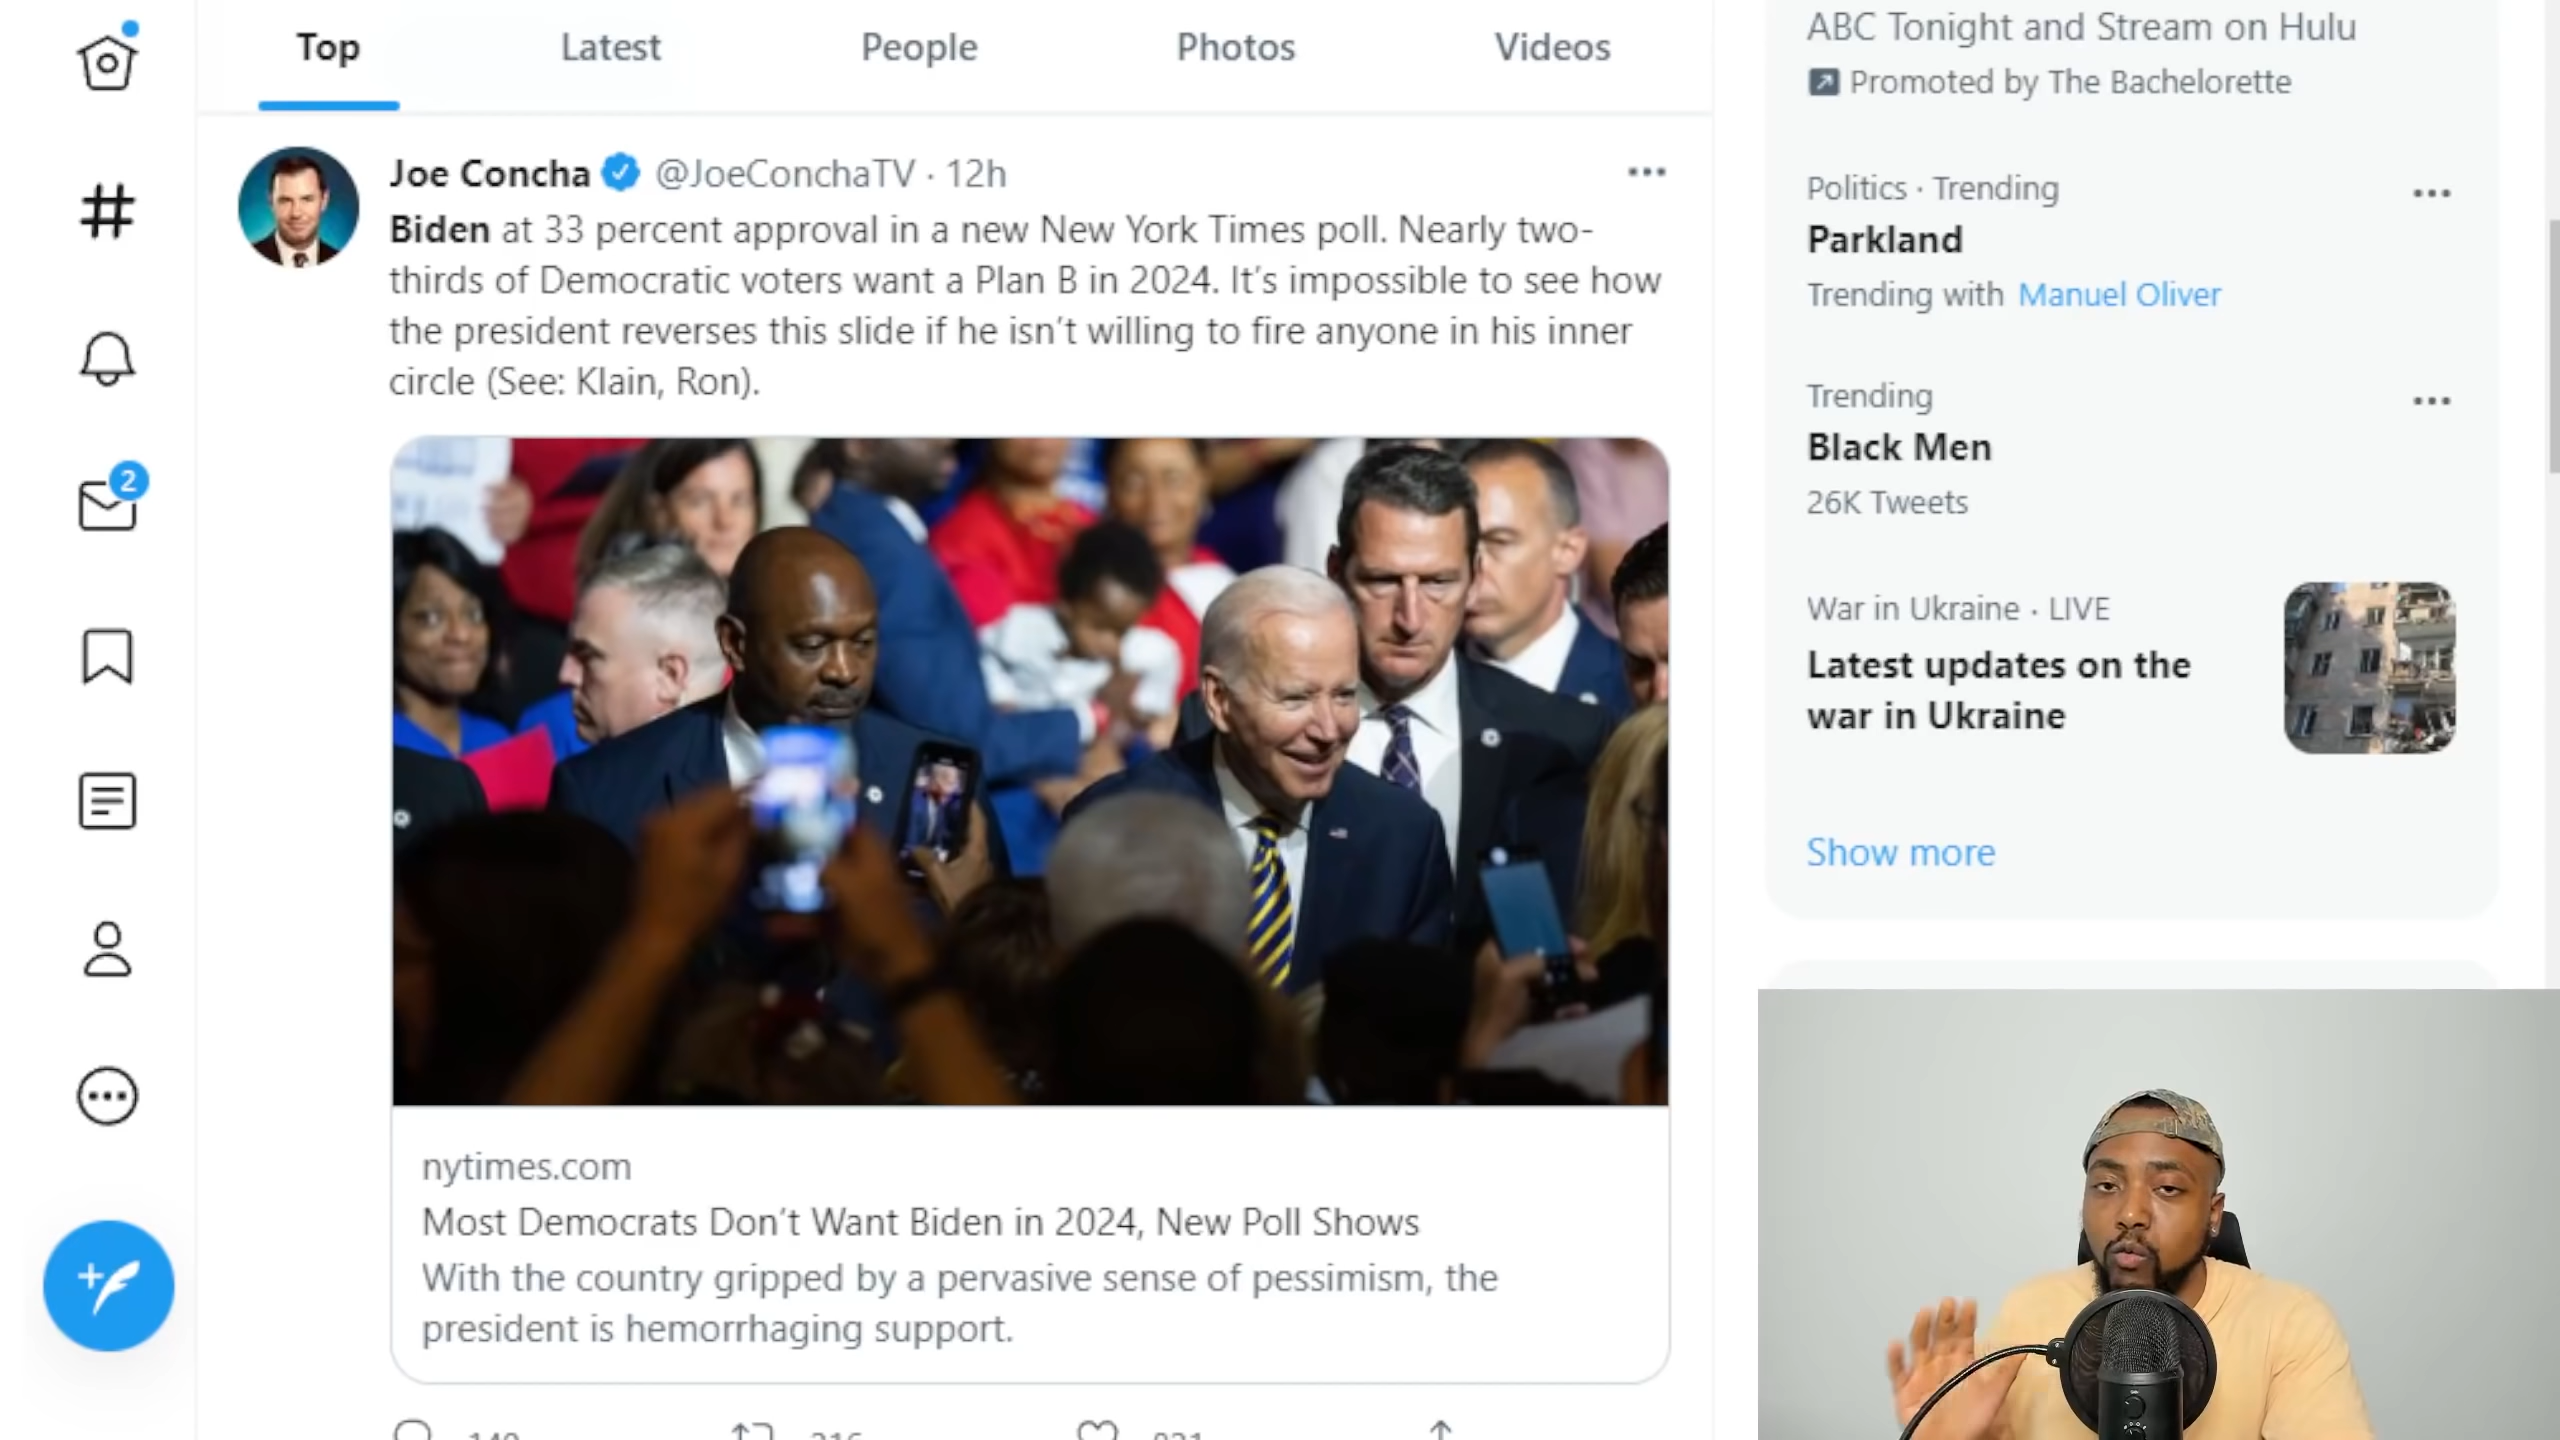 Top
Latest
People
Photos
Videos
Joe Concha @JoeConchaTV · 12h
Biden at 33 percent approval in a new New York Times poll. Nearly two-
thirds of Democratic voters want a Plan B in 2024. It’s impossible to see how
the president reverses this slide if he isn’t willing to fire anyone in his inner
circle (See: Klain, Ron).
nytimes.com
Most Democrats Don’t Want Biden in 2024, New Poll Shows
With the country gripped by a pervasive sense of pessimism, the
president is hemorrhaging support.
2
ABC Tonight and Stream on Hulu
Promoted by The Bachelorette
Politics · Trending
Parkland
Trending with Manuel Oliver
Trending
Black Men
26K Tweets
War in Ukraine · LIVE
Latest updates on the
war in Ukraine
Show more